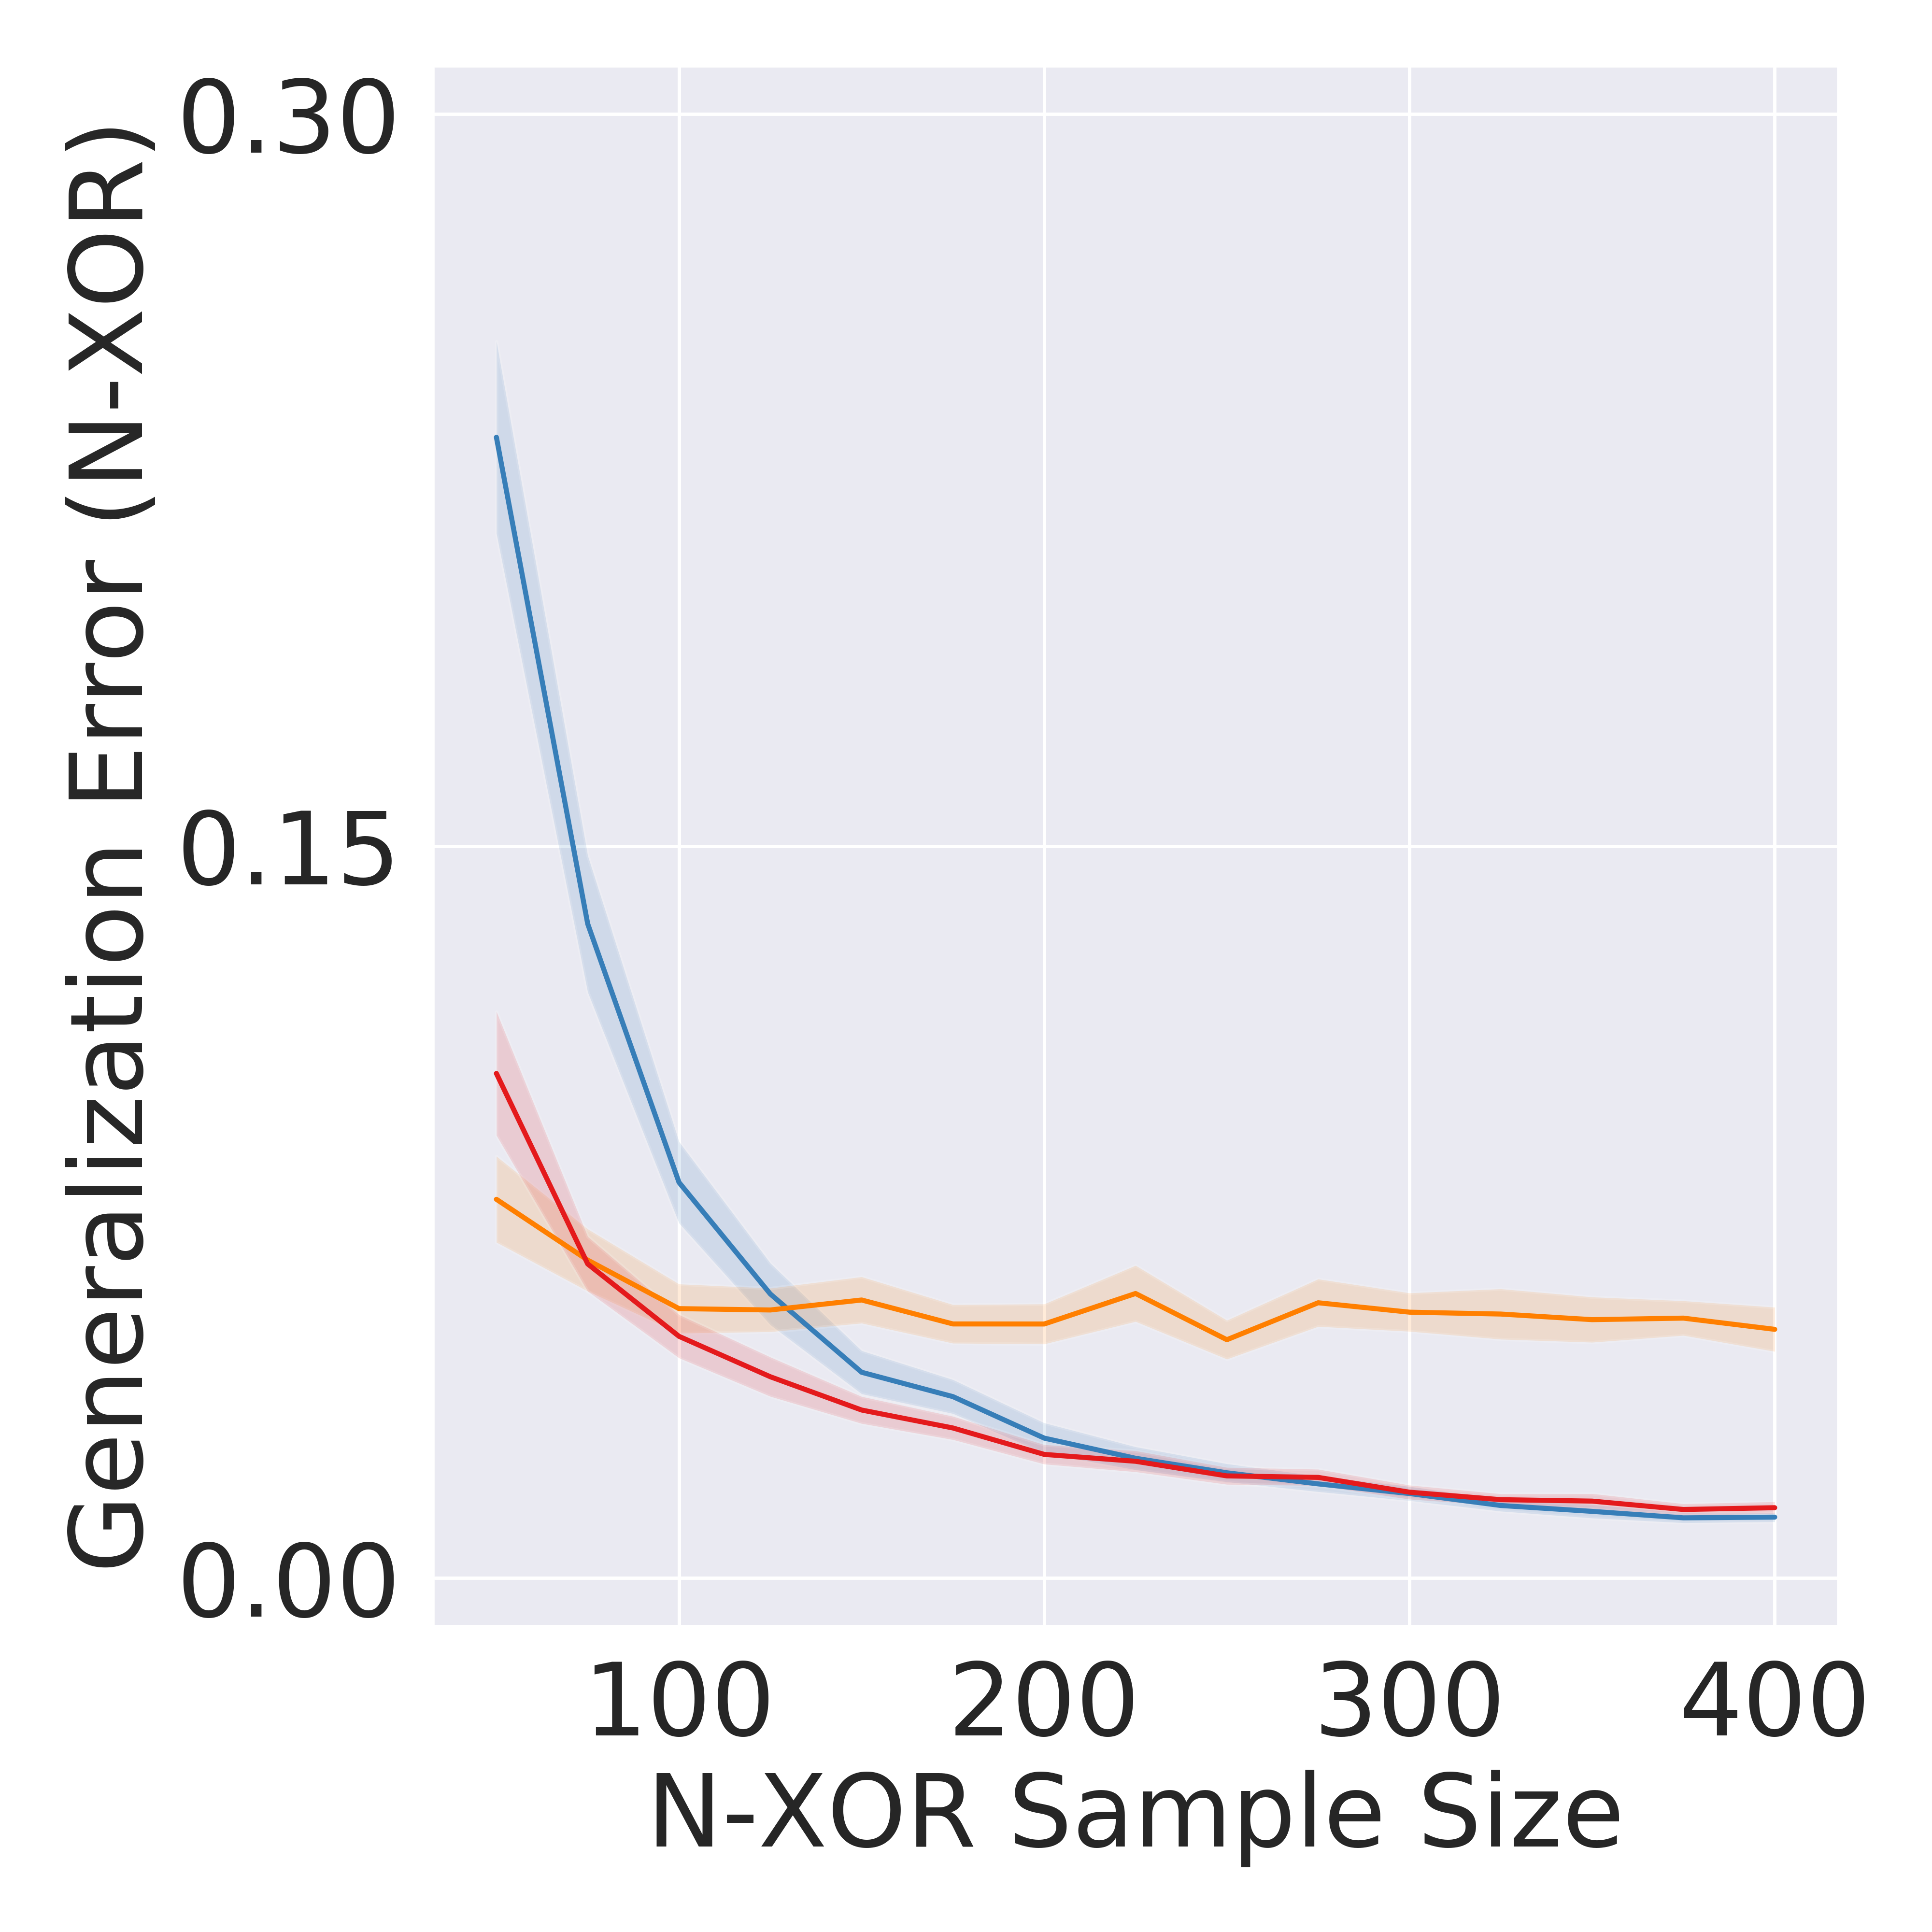 Generalization Error (N-XOR)
0.30
0.15
0.00
100 200 300 400
N-XOR Sample Size